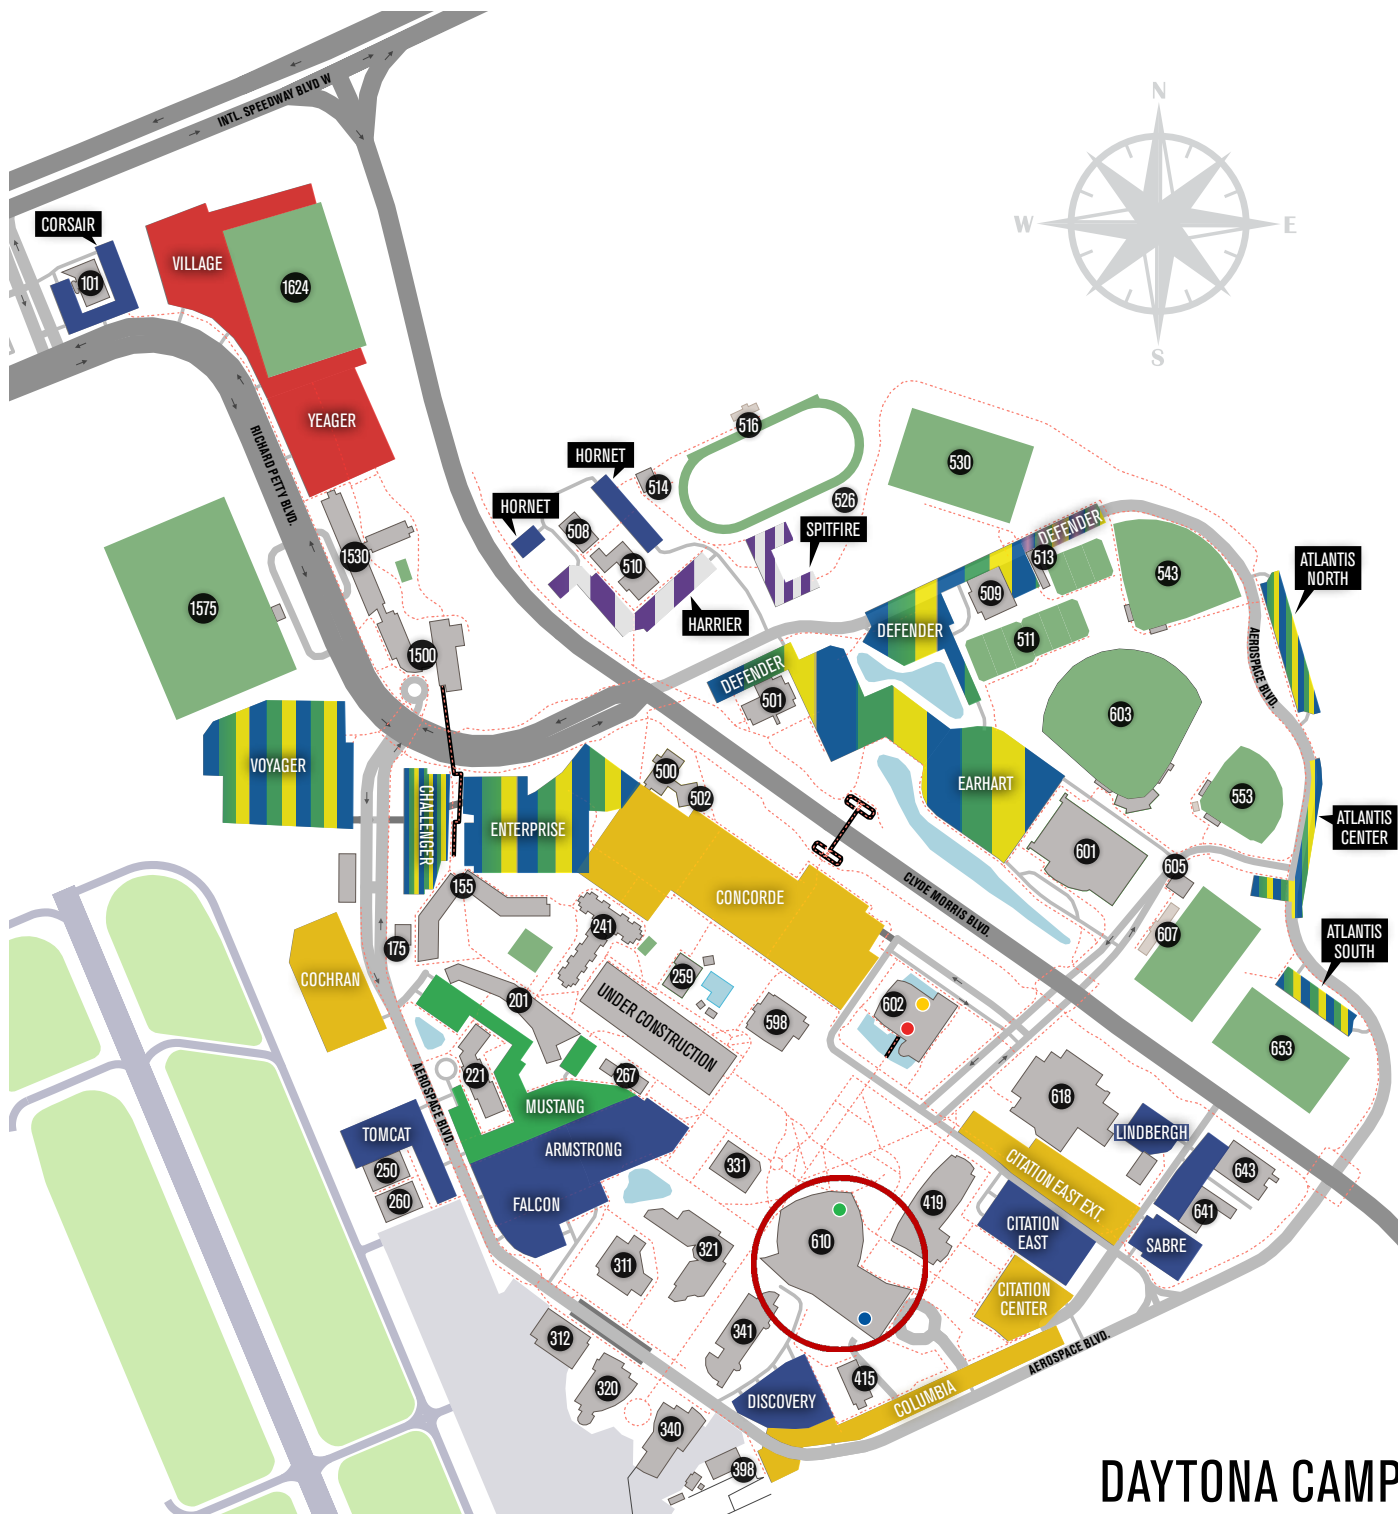 INTL. SPEEDWAY BLVD W
N
W
E
S
CORSAIR
101
VILLAGE
1624
YEAGER
RICHARD PETTY BLVD.
516
530
HORNET
514
HORNET
526
508
SPITFIRE
DEFENDER
513
1530
510
543
ATLANTIS
NORTH
509
1575
HARRIER
DEFENDER
511
1500
AEROSPACE BLVD.
DEFENDER
501
603
VOYAGER
500
EARHART
502
553
CHALLENGER
ENTERPRISE
ATLANTIS
CENTER
601
605
155
CONCORDE
CLYDE MORRIS BLVD.
241
607
ATLANTIS
SOUTH
175
COCHRAN
259
201
602
UNDER CONSTRUCTION
598
653
221
267
618
AEROSPACE BLVD.
MUSTANG
TOMCAT
LINDBERGH
ARMSTRONG
250
331
643
CITATION EAST EXT.
260
FALCON
419
641
CITATION
EAST
610
SABRE
321
311
CITATION
CENTER
312
341
AEROSPACE BLVD.
320
415
DISCOVERY
COLUMBIA
340
398
DAYTONA CAMP